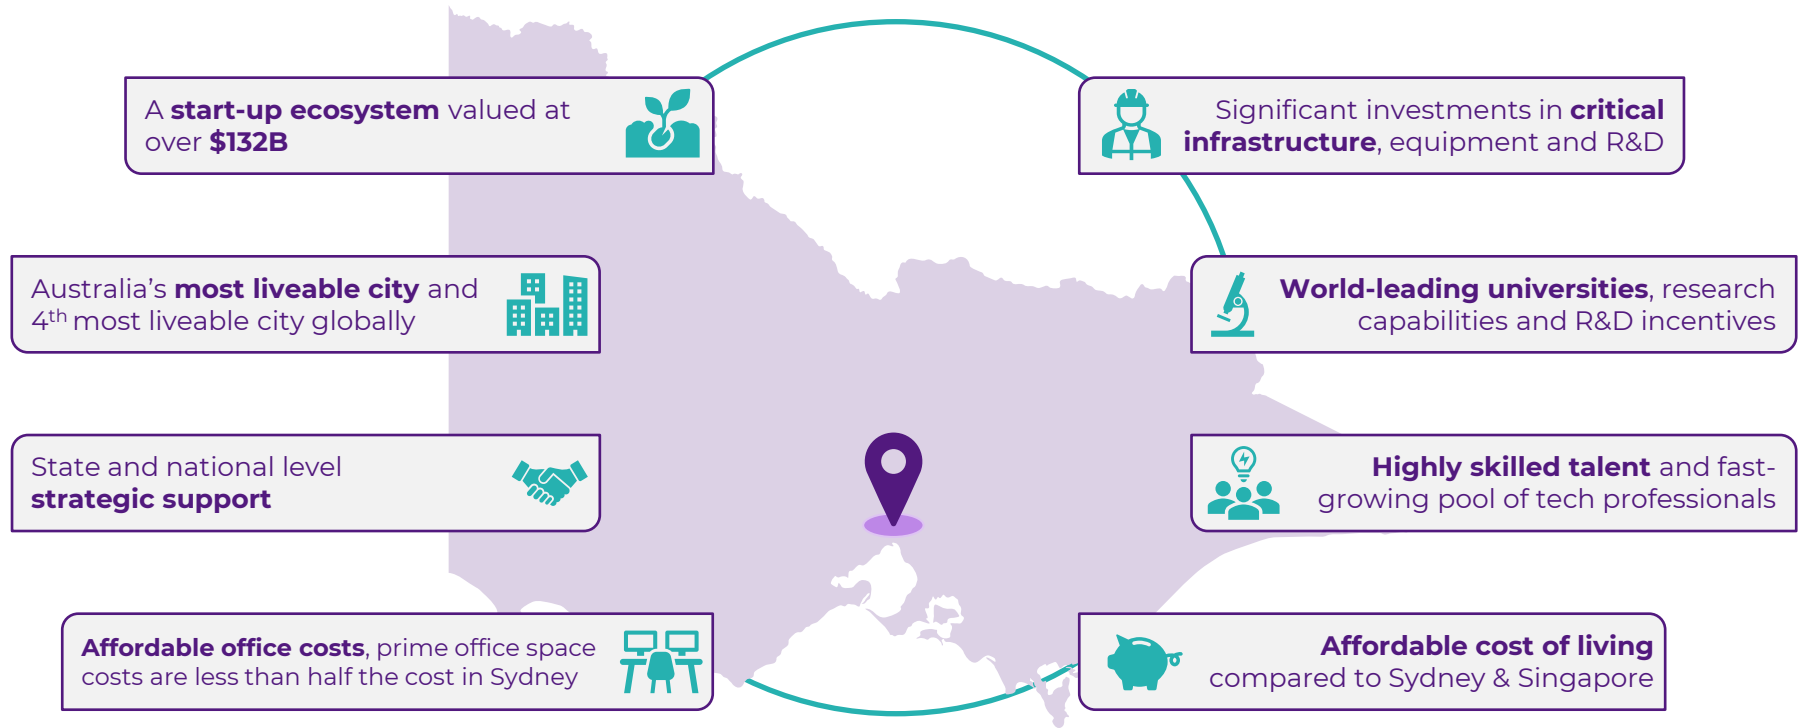 A start-up ecosystem valued at
over $132B
Significant investments in critical
infrastructure, equipment and R&D
Australia’s most liveable city and
4th most liveable city globally
World-leading universities, research
capabilities and R&D incentives
State and national level
strategic support
Highly skilled talent and fast-
growing pool of tech professionals
Affordable office costs, prime office space
costs are less than half the cost in Sydney
Affordable cost of living
compared to Sydney & Singapore